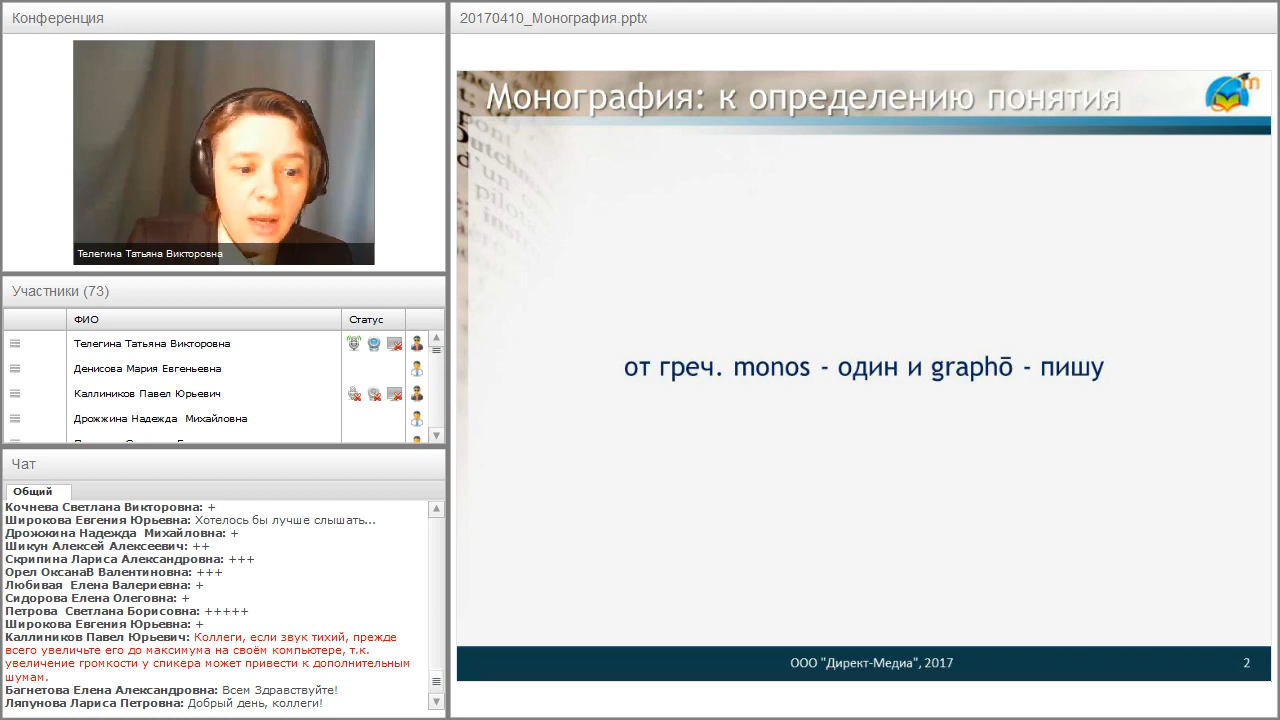 Конференция
Телегина Татьяна Викторовна
Участники (73)
ФИО
Статус
Телегина Татьяна Викторовна
Денисова Мария Евгеньевна
Каллиников Павел Юрьевич
Дрожжина Надежда  Михайловна
Чат
Общий
Кочнева Светлана Викторовна: +
Широкова Евгения Юрьевна: Хотелось бы лучше слышать...
Дрожжина Надежда  Михайловна: +
Шикун Алексей Алексеевич: ++
Скрипина Лариса Александровна: +++
Орел ОксанаВ Валентиновна: +++
Любивая  Елена Валериевна: +
Сидорова Елена Олеговна: +
Петрова  Светлана Борисовна: +++++
Широкова Евгения Юрьевна: +
Каллиников Павел Юрьевич: Коллеги, если звук тихий, прежде
всего увеличьте его до максимума на своём компьютере, т.к.
увеличение громкости у спикера может привести к дополнительным
шумам.
Багнетова Елена Александровна: Всем Здравствуйте!
Ляпунова Лариса Петровна: Добрый день, коллеги!
20170410_Монография.pptx
Монография: к определению понятия
от греч. monos - один и graphō - пишу
ООО "Директ-Медиа", 2017
2